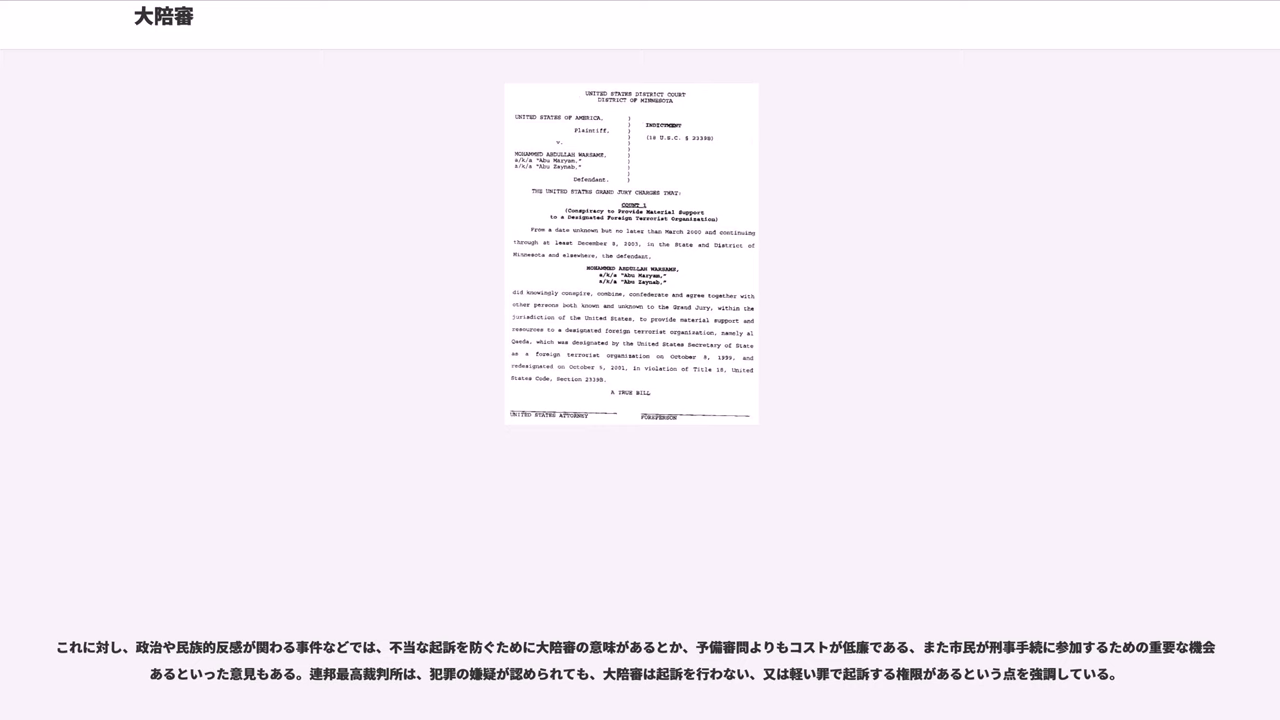 大陪審
UNITED STATES DISTRICT COURT
DISTRICT OF MINNESOTA
UNITED STATES OF AMERICA, )
Plaintiff, ) INDICTMENT
) (18 U.S.C. § 2339B)
v. )
MOHAMMED ABDULLAH WARSAME, )
a/k/a "Abu Maryam," )
a/k/a "Abu Zaynab," )
Defendant. )
THE UNITED STATES GRAND JURY CHARGES THAT:
COUNT 1
(Conspiracy to Provide Material Support
to a Designated Foreign Terrorist Organization)
From a date unknown but no later than March 2000 and continuing
through at least December 8, 2003, in the State and District of
Minnesota and elsewhere, the defendant,
MOHAMMED ABDULLAH WARSAME,
a/k/a "Abu Maryam,"
a/k/a "Abu Zaynab,"
did knowingly conspire, combine, confederate and agree together with
other persons both known and unknown to the Grand Jury, within the
jurisdiction of the United States, to provide material support and
resources to a designated foreign terrorist organization, namely al
Qaeda, which was designated by the United States Secretary of State
as a foreign terrorist organization on October 8, 1999, and
redesignated on October 5, 2001, in violation of Title 18, United
States Code, Section 2339B.
A TRUE BILL
UNITED STATES ATTORNEY FOREPERSON
これに対し、政治や民族的反感が関わる事件などでは、不当な起訴を防ぐために大陪審の意味があるとか、予備審問よりもコストが低廉である、また市民が刑事手続に参加するための重要な機会
あるといった意見もある。連邦最高裁判所は、犯罪の嫌疑が認められても、大陪審は起訴を行わない、又は軽い罪で起訴する権限があるという点を強調している。